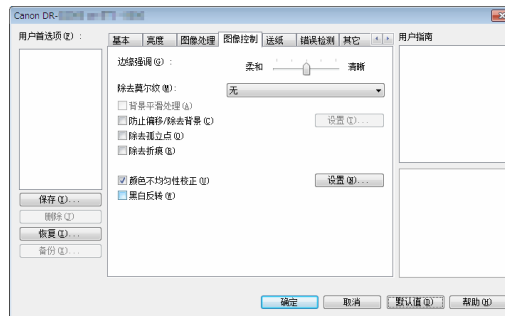 Canon DR-
用户首选项(P):
基本 亮度 图像处理 图像控制 送纸 错误检测 其它
用户指南
边缘强调(G):
柔和 清晰
除去莫尔纹(M):
无
背景平滑处理(A)
防止偏移/除去背景(C)
设置(T)...
除去孤立点(O)
除去折痕(R)
颜色不均匀性校正(U)
设置(N)...
黑白反转(E)
保存(I)...
删除(J)
恢复(K)...
备份(X)...
确定 取消 默认值(D) 帮助(H)